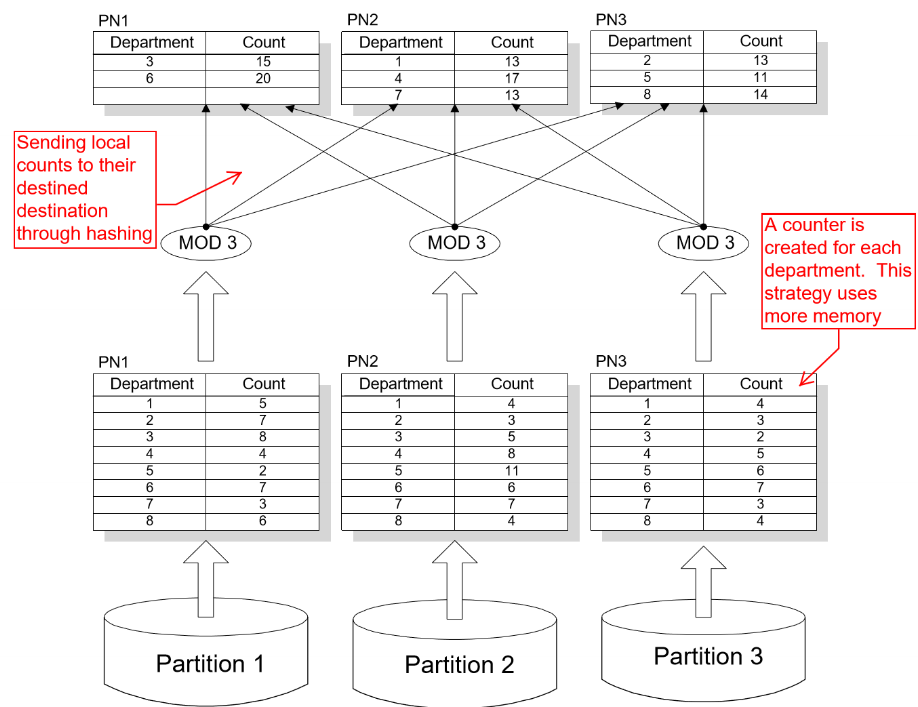 PN1 PN2 PN3
Department Count Department Count Department Count
3 15 1 13 2 13
6 20 4 17 5 11
7 13 8 14
Sending local
counts to their
destined
destination
through hashing
MOD 3 MOD 3 MOD 3
A counter is
created for each
department. This
strategy uses
more memory
PN1 PN2 PN3
Department Count Department Count Department Count
1 5 1 4 1 4
2 7 2 3 2 3
3 8 3 5 3 2
4 4 4 8 4 5
5 2 5 11 5 6
6 7 6 6 6 7
7 3 7 7 7 3
8 6 8 4 8 4
Partition 1 Partition 2 Partition 3